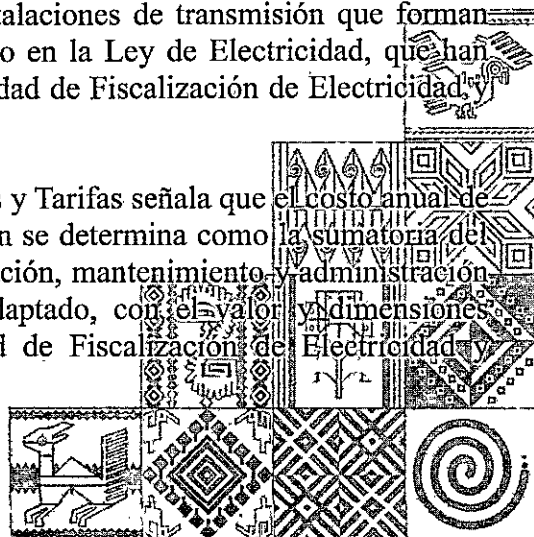 talaciones de transmisión que forman
o en la Ley de Electricidad, que han
dad de Fiscalización de Electricidad y
s y Tarifas señala que el costo anual de
n se determina como la sumatoria del
ción, mantenimiento y administración
daptado, con el valor y dimensiones
d de Fiscalización de Electricidad y